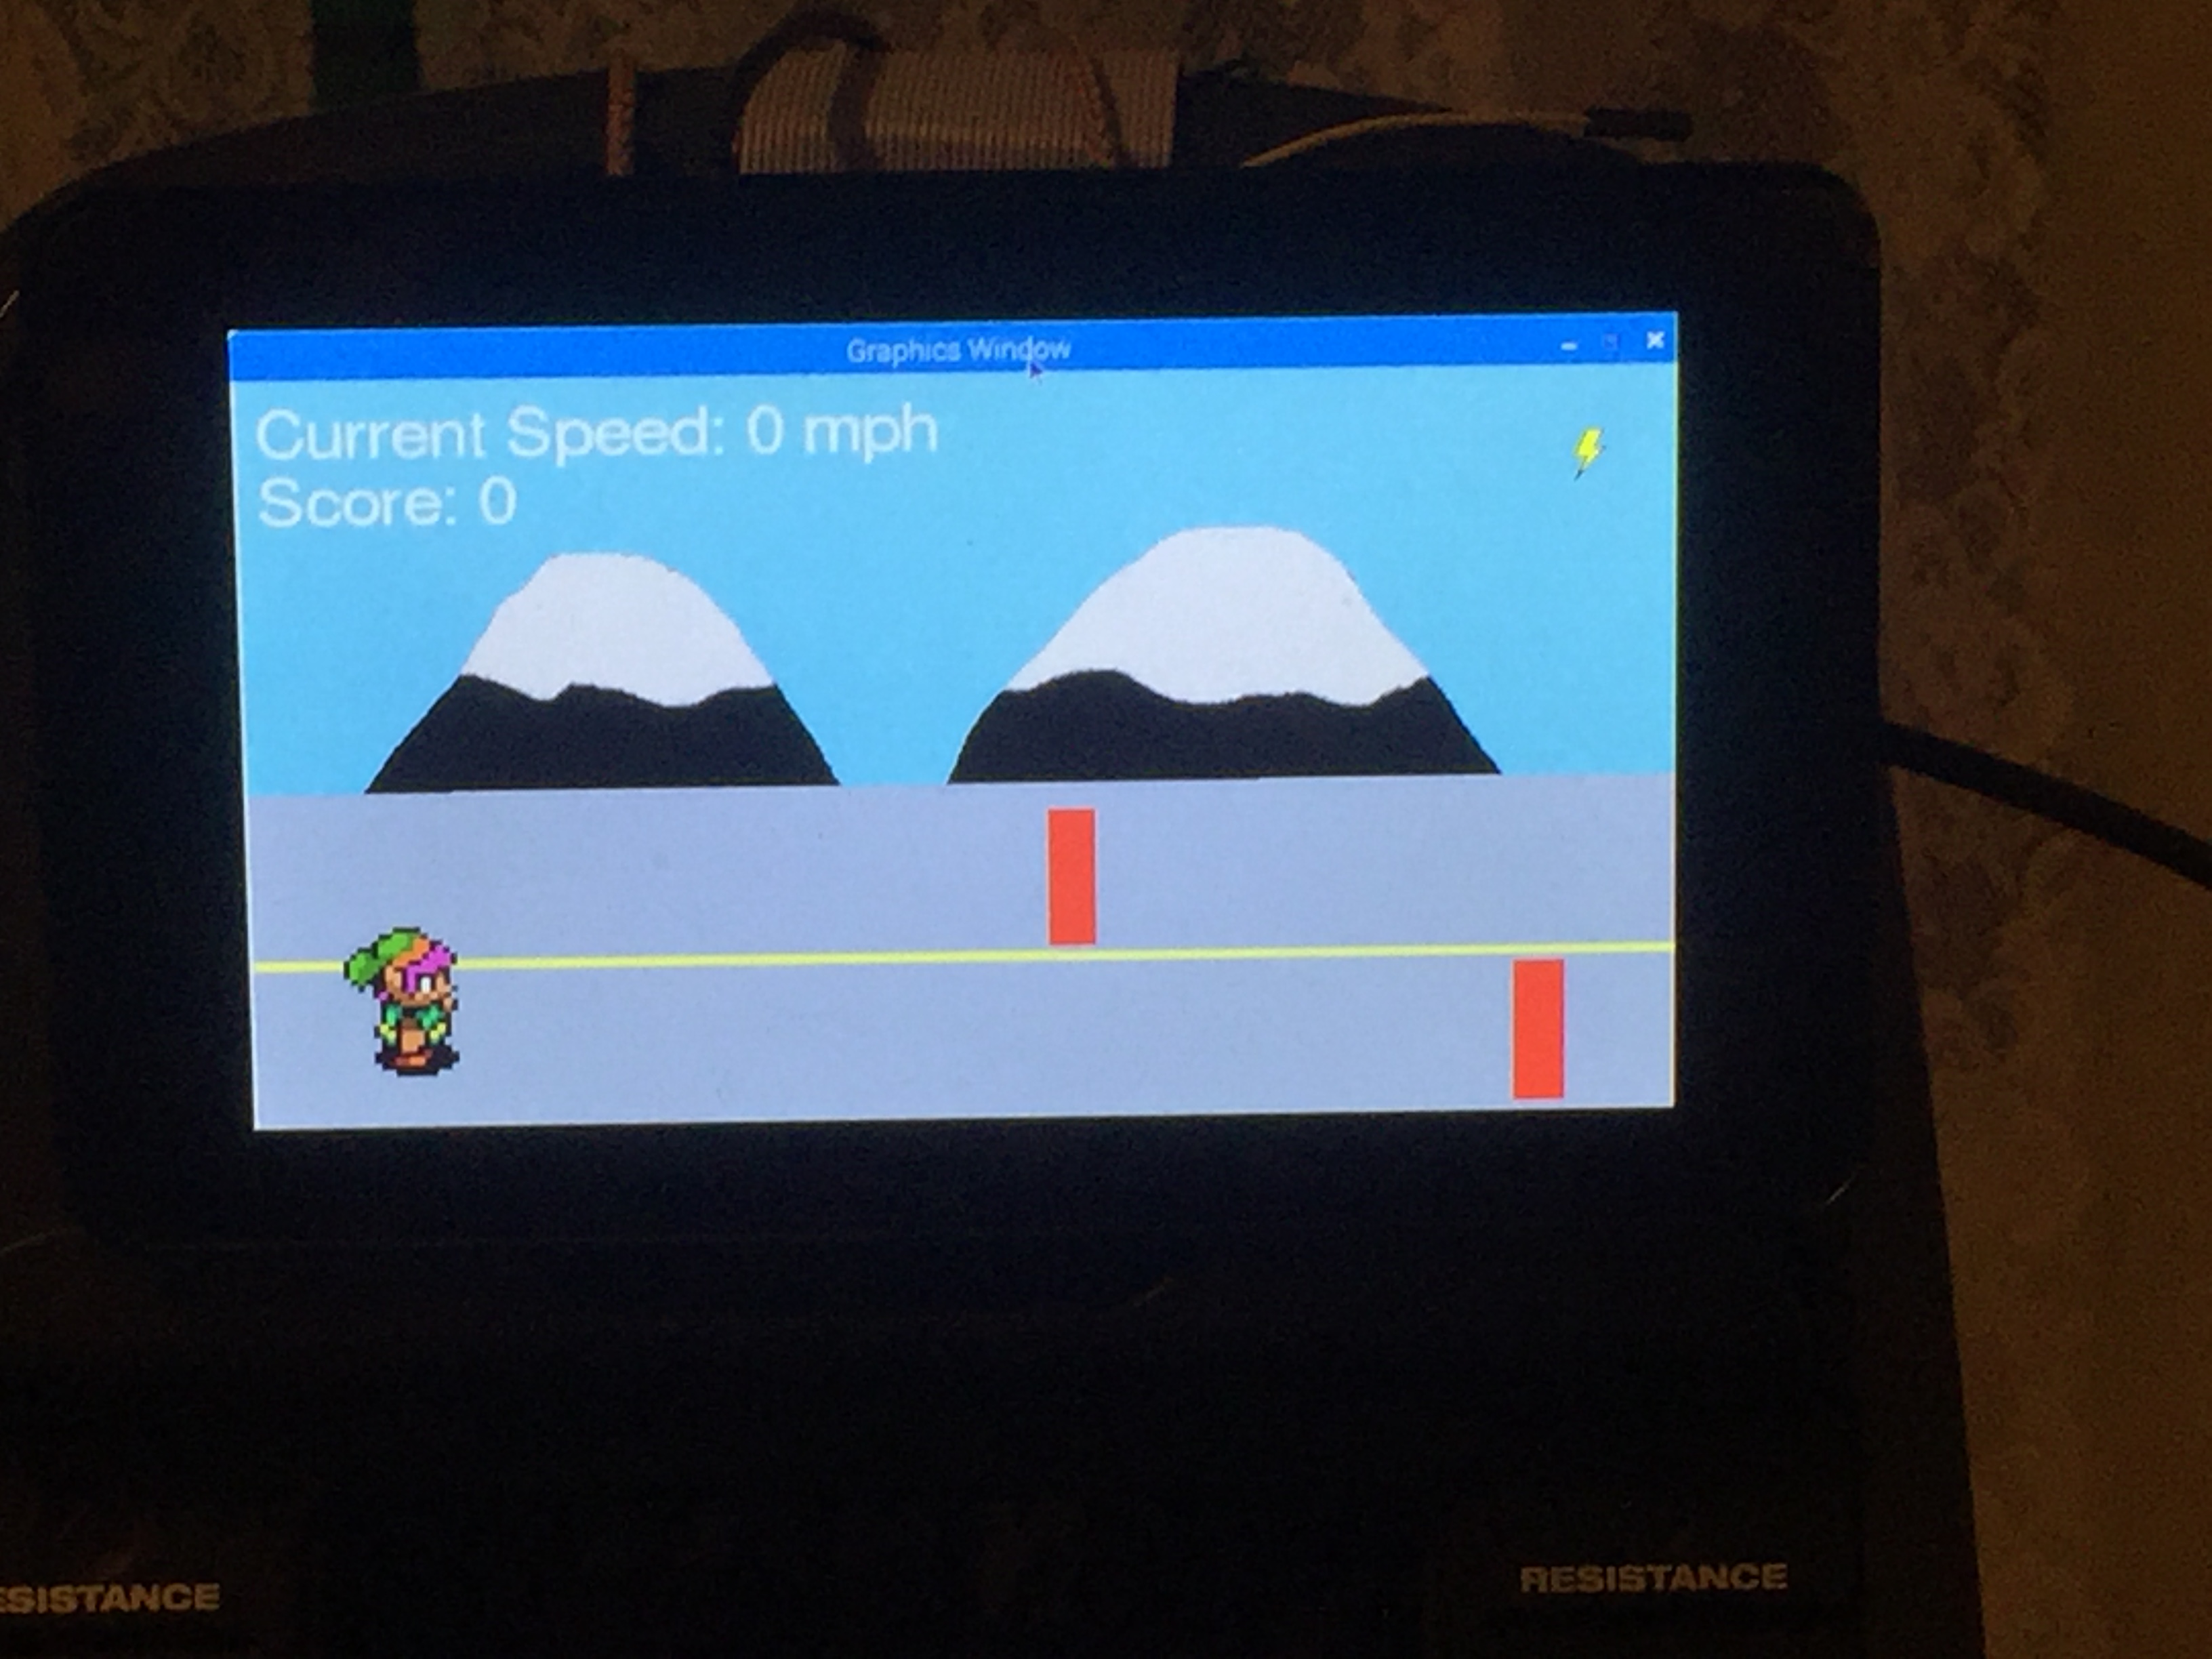 Graphics Window
Current Speed: 0 mph
Score: 0
ESISTANCE
RESISTANCE